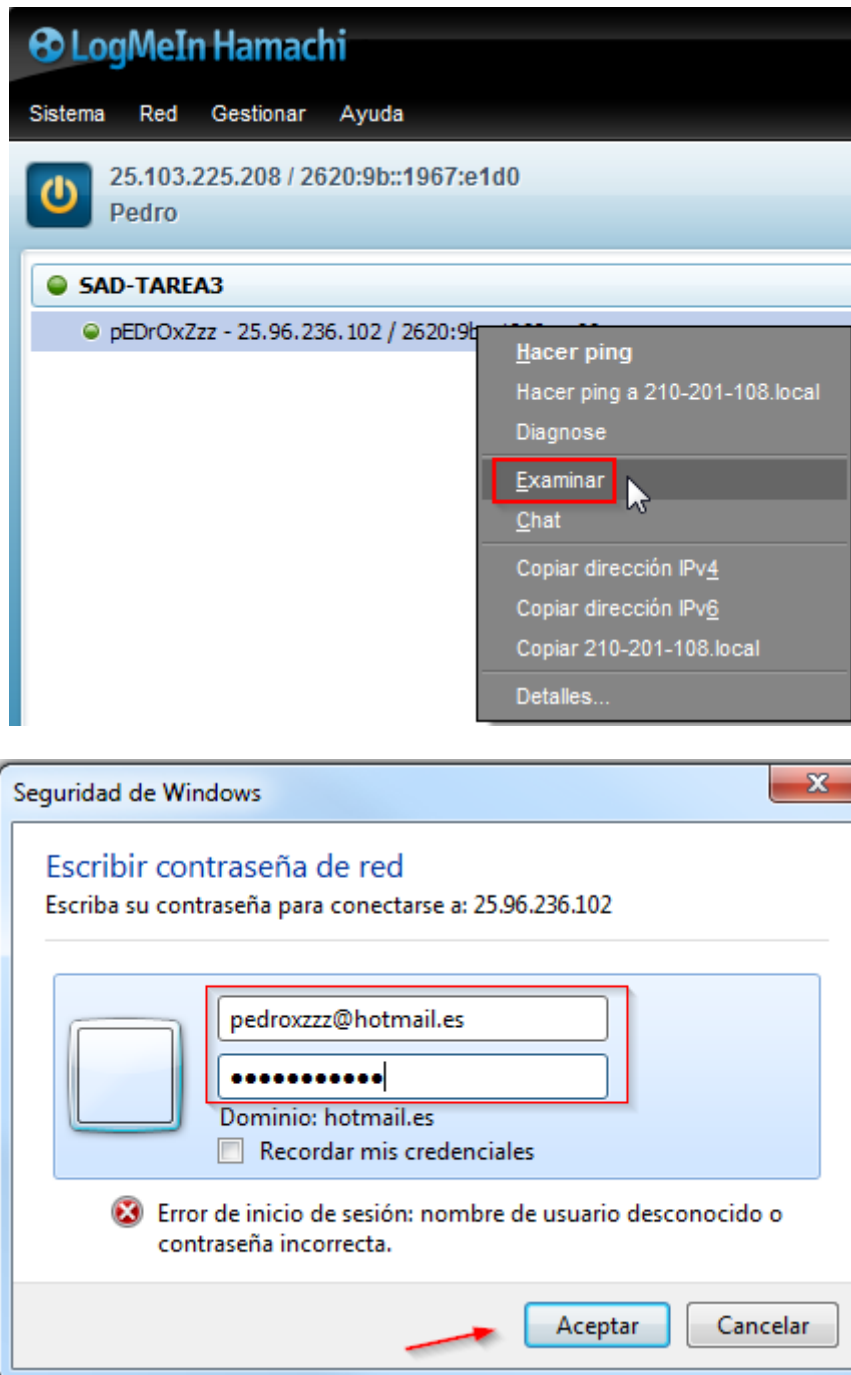 LogMeIn Hamachi
Sistema Red Gestionar Ayuda
25.103.225.208 / 2620:9b::1967:e1d0
Pedro
SAD-TAREA3
pEDrOxZzz - 25.96.236.102 / 2620:9b
Hacer ping
Hacer ping a 210-201-108.local
Diagnose
Examinar
Chat
Copiar dirección IPv4
Copiar dirección IPv6
Copiar 210-201-108.local
Detalles...
Seguridad de Windows
Escribir contraseña de red
Escriba su contraseña para conectarse a: 25.96.236.102
pedroxzzz@hotmail.es
●●●●●●●●●●●
Dominio: hotmail.es
Recordar mis credenciales
Error de inicio de sesión: nombre de usuario desconocido o
contraseña incorrecta.
Aceptar Cancelar